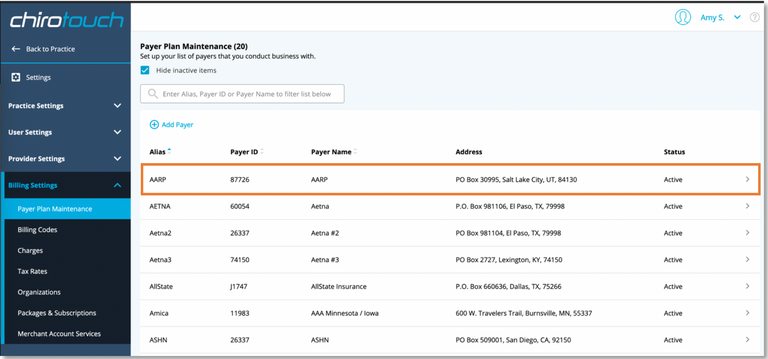 chirotouch
Amy S.
Back to Practice
Settings
Practice Settings
User Settings
Provider Settings
Billing Settings
Payer Plan Maintenance
Billing Codes
Charges
Tax Rates
Organizations
Packages & Subscriptions
Merchant Account Services
Payer Plan Maintenance (20)
Set up your list of payers that you conduct business with.
Hide inactive items
Enter Alias, Payer ID or Payer Name to filter list below
Add Payer
Alias Payer ID Payer Name Address Status
AARP 87726 AARP PO Box 30995, Salt Lake City, UT, 84130 Active
AETNA 60054 Aetna P.O. Box 981106, El Paso, TX, 79998 Active
Aetna2 26337 Aetna #2 PO Box 981104, El Paso, TX, 79998 Active
Aetna3 74150 Aetna #3 PO Box 2727, Lexington, KY, 74150 Active
AllState J1747 AllState Insurance P.O. Box 660636, Dallas, TX, 75266 Active
Amica 11983 AAA Minnesota / Iowa 600 W. Travelers Trail, Burnsville, MN, 55337 Active
ASHN 26337 ASHN PO Box 509001, San Diego, CA, 92150 Active